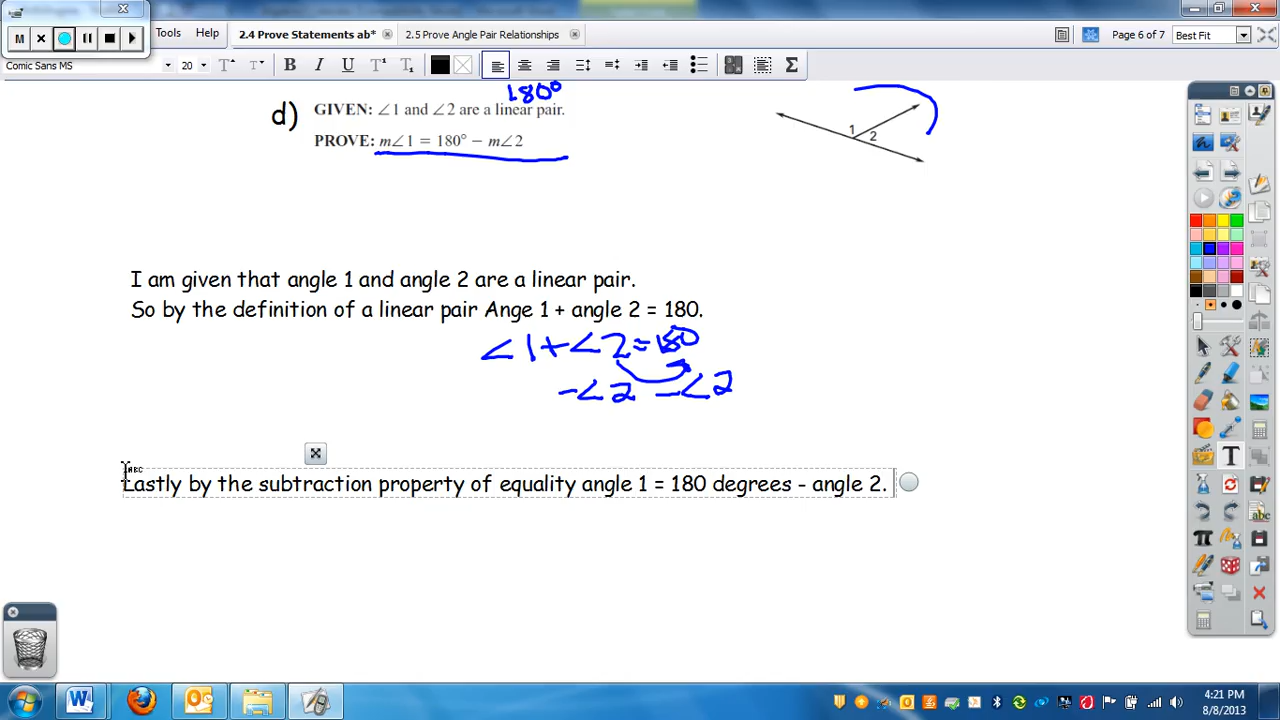 Tools Help 2.4 Prove Statements ab* 2.5 Prove Angle Pair Relationships Page 6 of 7 Best Fit
Comic Sans MS 20 B I U
180°
d) GIVEN: ∠1 and ∠2 are a linear pair.
PROVE: m∠1 = 180° − m∠2
1 2
I am given that angle 1 and angle 2 are a linear pair.
So by the definition of a linear pair Ange 1 + angle 2 = 180.
∠1+∠2=180
-∠2 -∠2
ABC
Lastly by the subtraction property of equality angle 1 = 180 degrees - angle 2.
4:21 PM
8/8/2013